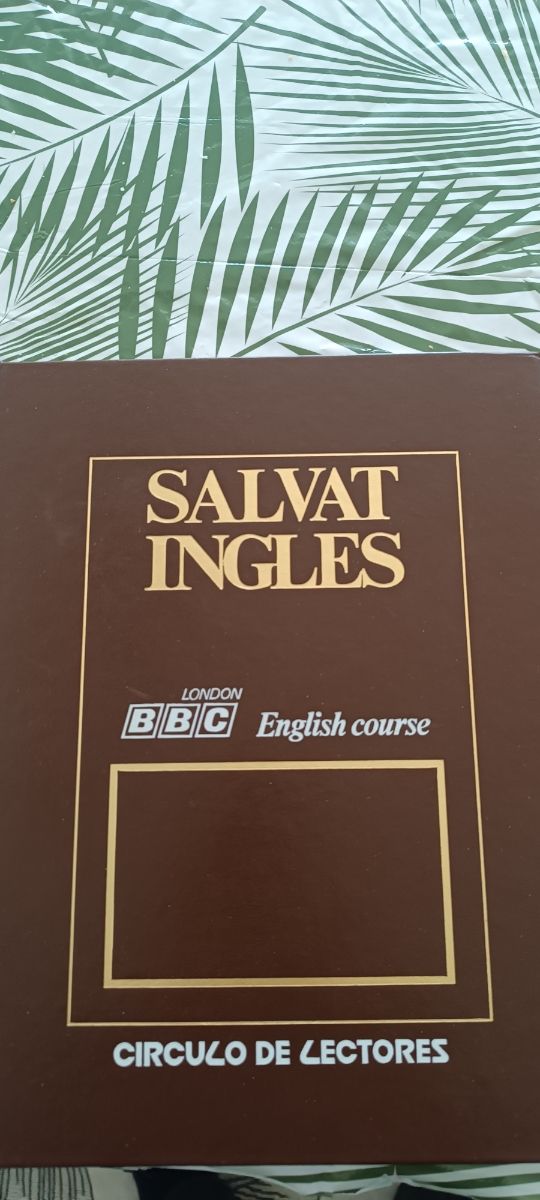 SALVAT
INGLES
LONDON
BBC English course
CIRCULO DE LECTORES